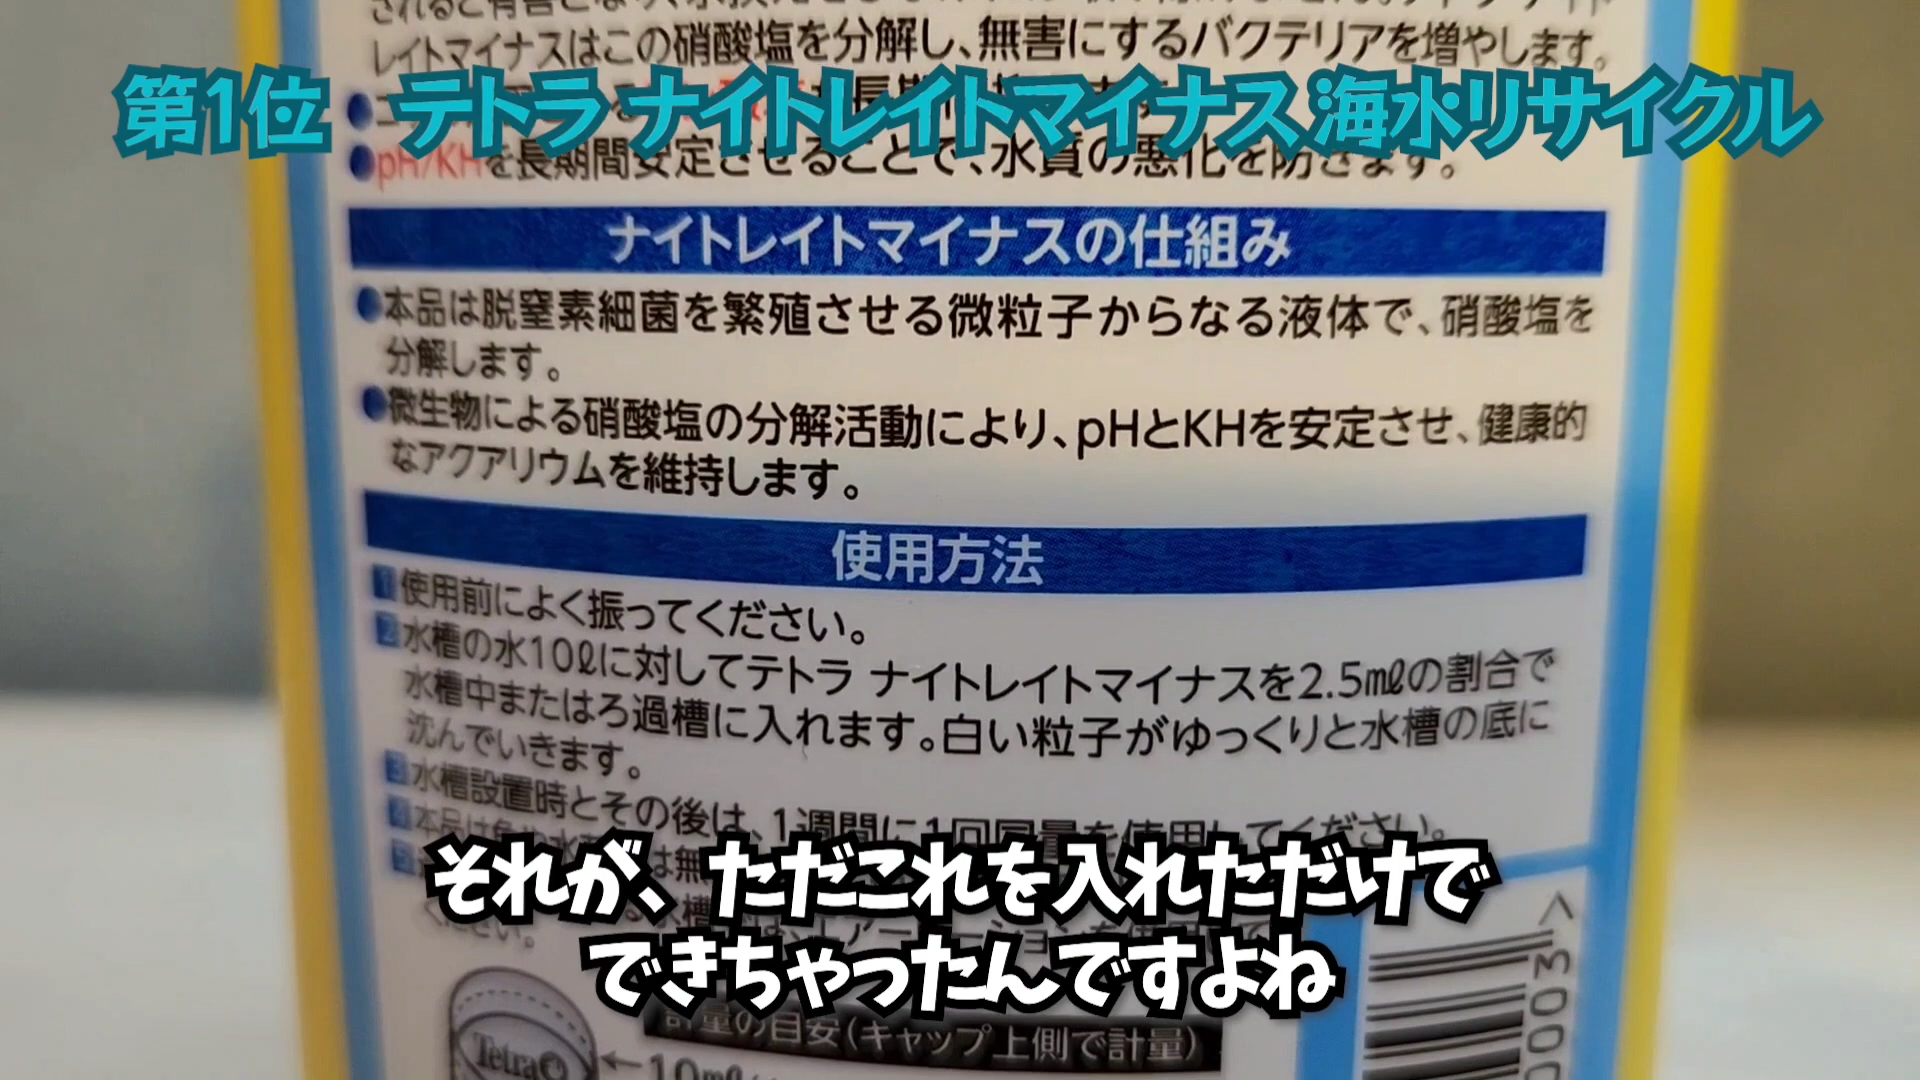 レイトマイナスはこの硝酸塩を分解し、無害にするバクテリアを増やします。
第1位 テトラ ナイトレイトマイナス 海水リサイクル
pH/KHを長期間安定させることで、水質の悪化を防ぎます。
ナイトレイトマイナスの仕組み
●本品は脱窒素細菌を繁殖させる微粒子からなる液体で、硝酸塩を
分解します。
●微生物による硝酸塩の分解活動により、pHとKHを安定させ、健康的
なアクアリウムを維持します。
使用方法
1 使用前によく振ってください。
2 水槽の水10ℓに対してテトラ ナイトレイトマイナスを2.5mℓの割合で
水槽中またはろ過槽に入れます。白い粒子がゆっくりと水槽の底に
沈んでいきます。
3 水槽設置時とその後は、1週間に1回同量を使用してください。
それが、ただこれを入れただけで
できちゃったんですよね
計量の目安(キャップ上側で計量)
Tetra
←10mℓ